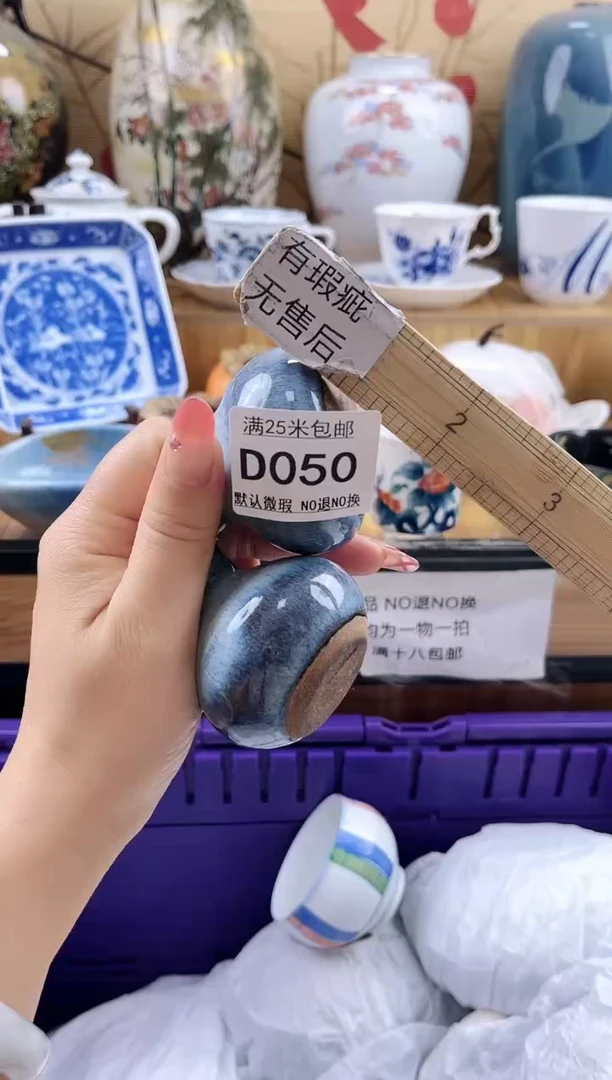 有瑕疵
无售后
满25米包邮
D050
默认微瑕 NO退NO换
2
3
品 NO退NO换
均为一物一拍
满十八包邮